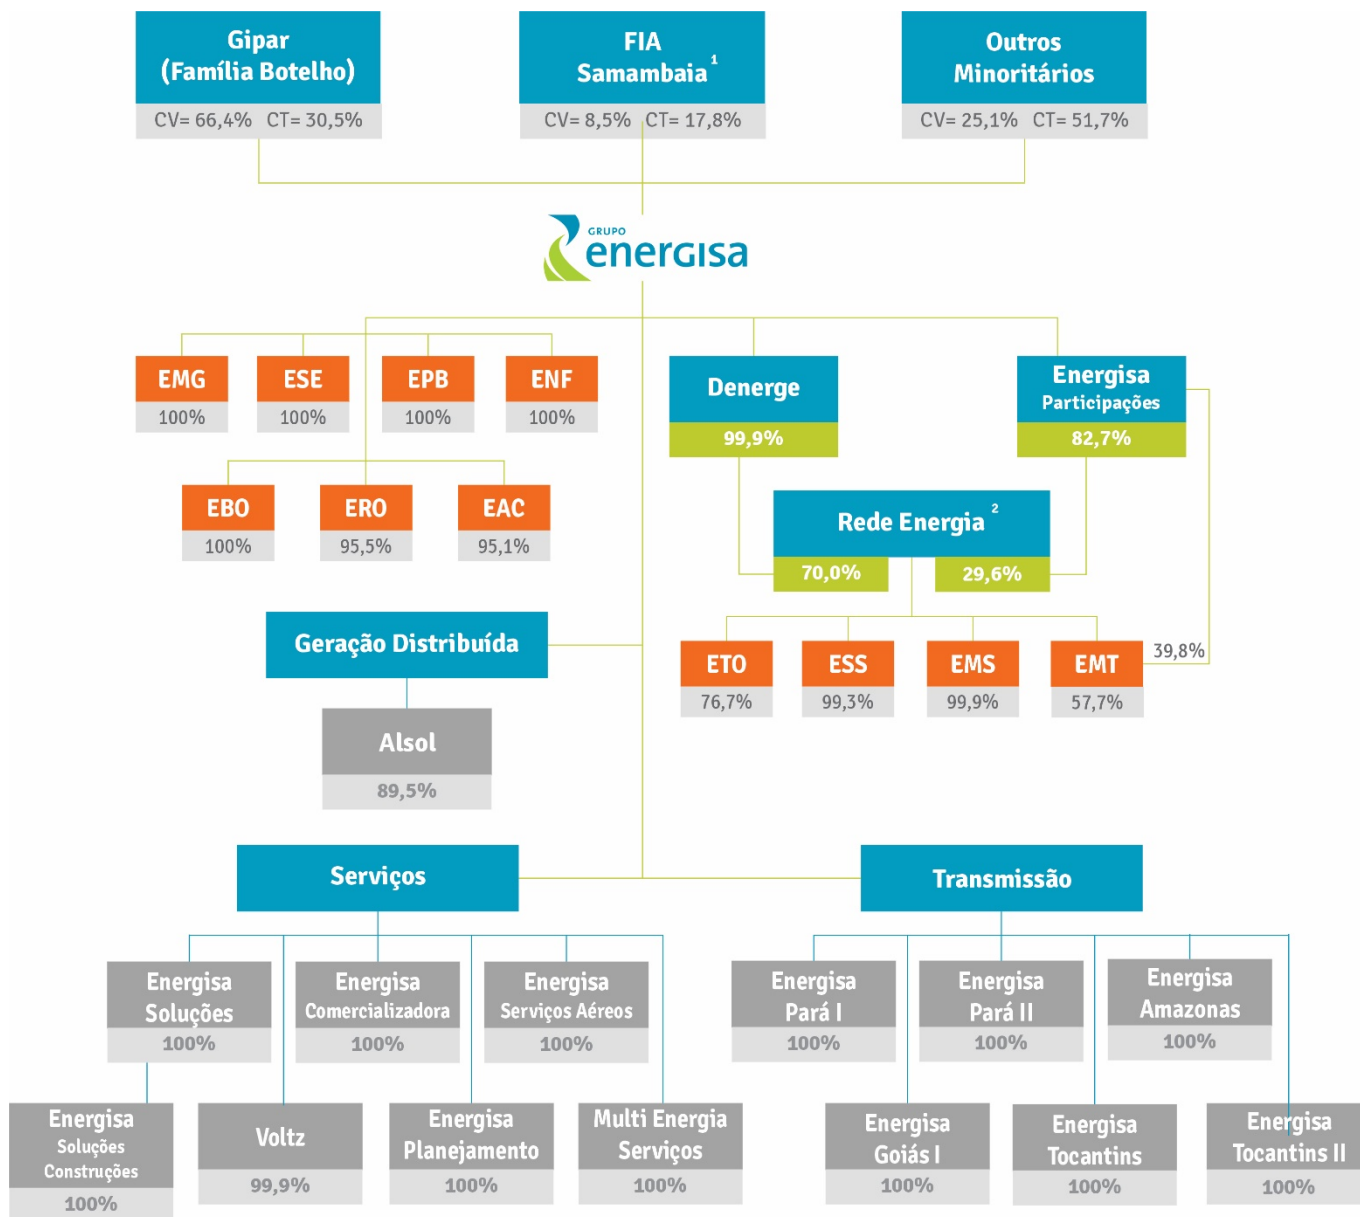 Gipar
(Família Botelho)
CV= 66,4% CT= 30,5%
FIA
Samambaia 1
CV= 8,5% CT= 17,8%
Outros
Minoritários
CV= 25,1% CT= 51,7%
GRUPO
energisa
EMG
100%
ESE
100%
EPB
100%
ENF
100%
Denerge
99,9%
Energisa
Participações
82,7%
EBO
100%
ERO
95,5%
EAC
95,1%
Rede Energia 2
70,0%
29,6%
Geração Distribuída
ETO
76,7%
ESS
99,3%
EMS
99,9%
EMT
57,7%
39,8%
Alsol
89,5%
Serviços
Transmissão
Energisa
Soluções
100%
Energisa
Comercializadora
100%
Energisa
Serviços Aéreos
100%
Energisa
Pará I
100%
Energisa
Pará II
100%
Energisa
Amazonas
100%
Energisa
Soluções
Construções
100%
Voltz
99,9%
Energisa
Planejamento
100%
Multi Energia
Serviços
100%
Energisa
Goiás I
100%
Energisa
Tocantins
100%
Energisa
Tocantins II
100%